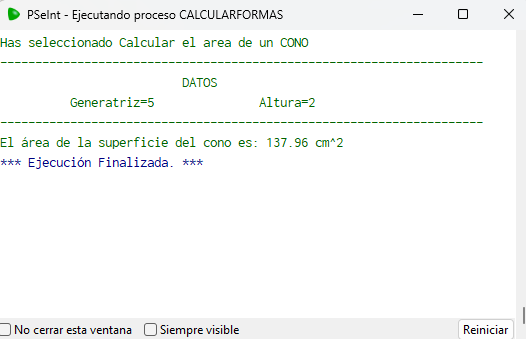 PSeInt - Ejecutando proceso CALCULARFORMAS
Has seleccionado Calcular el area de un CONO
---------------------------------------------------------------------
DATOS
Generatriz=5 Altura=2
---------------------------------------------------------------------
El área de la superficie del cono es: 137.96 cm^2
*** Ejecución Finalizada. ***
No cerrar esta ventana Siempre visible Reiniciar